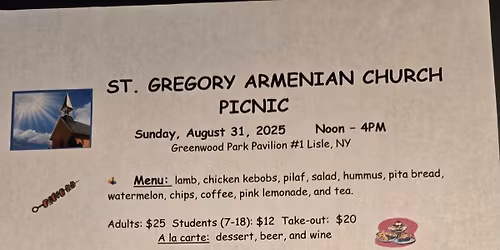 ST. GREGORY ARMENIAN CHURCH
PICNIC
Sunday, August 31, 2025 Noon – 4PM
Greenwood Park Pavilion #1 Lisle, NY
Menu: lamb, chicken kebobs, pilaf, salad, hummus, pita bread,
watermelon, chips, coffee, pink lemonade, and tea.
Adults: $25 Students (7-18): $12 Take-out: $20
A la carte: dessert, beer, and wine